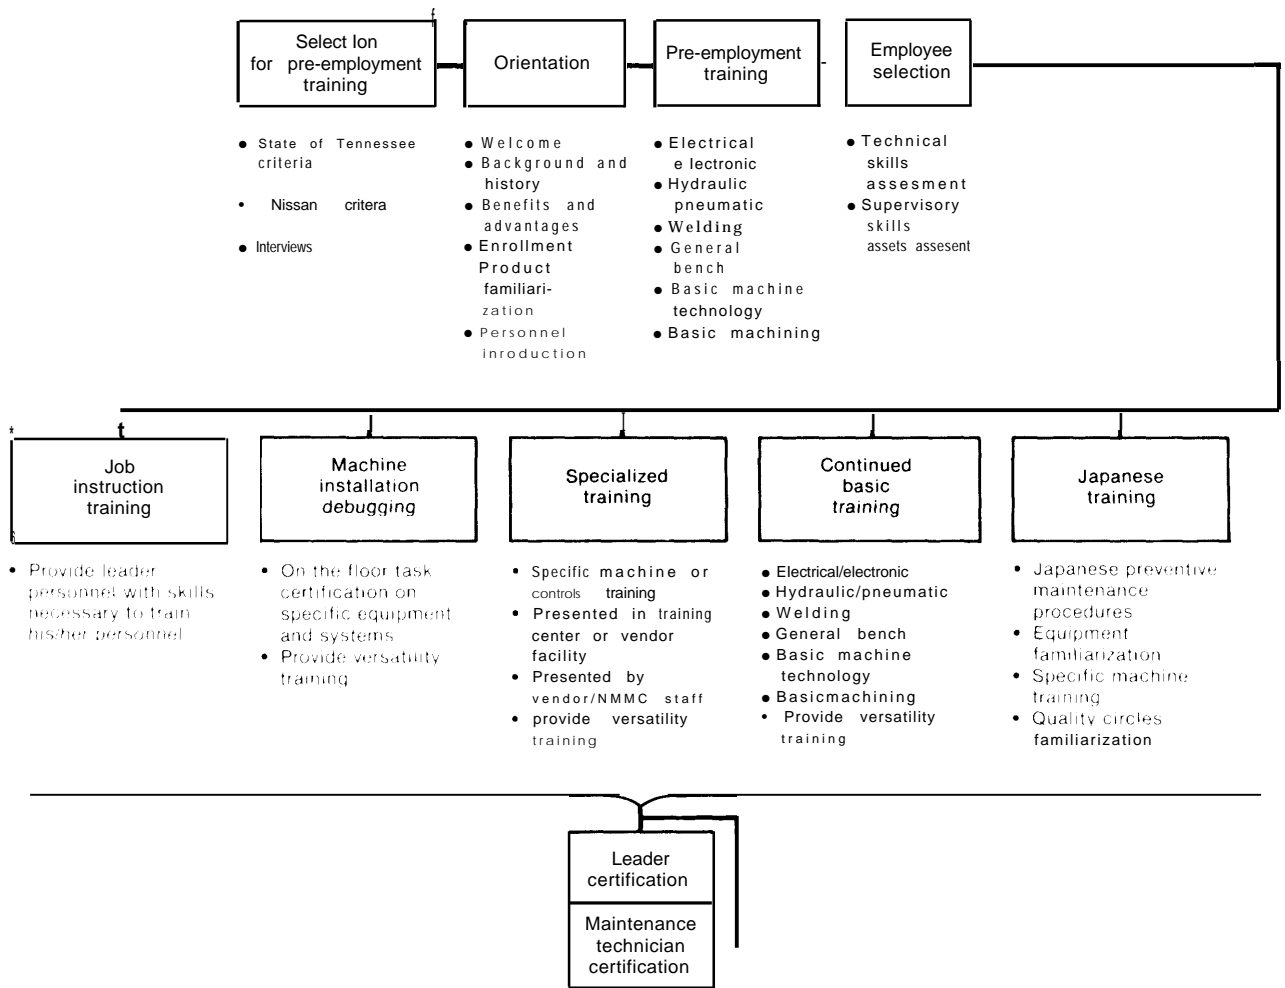 Select Ion
for pre-employment
training
Orientation
Pre-employment
training
Employee
selection
● State of Tennessee
criteria
• Nissan critera
● Interviews
● Welcome
● Background and
history
● Benefits and
advantages
● Enrollment
Product
familiari-
zation
● Personnel
inroduction
● Electrical
e lectronic
● Hydraulic
pneumatic
● Welding
● General
bench
● Basic machine
technology
● Basic machining
● Technical
skills
assesment
● Supervisory
skills
assets assesent
Job
instruction
training
Machine
installation
debugging
Specialized
training
Continued
basic
training
Japanese
training
• Provide leader
personnel with skills
necessary to train
his/her personnel
• On the floor task
certification on
specific equipment
and systems
• Provide versatility
training
• Specific machine or
controls training
• Presented in training
center or vendor
facility
• Presented by
vendor/NMMC staff
• provide versatility
training
● Electrical/electronic
● Hydraulic/pneumatic
● Welding
● General bench
● Basic machine
technology
● Basicmachining
• Provide versatility
training
• Japanese preventive
maintenance
procedures
• Equipment
familiarization
• Specific machine
training
• Quality circles
familiarization
Leader
certification
Maintenance
technician
certification